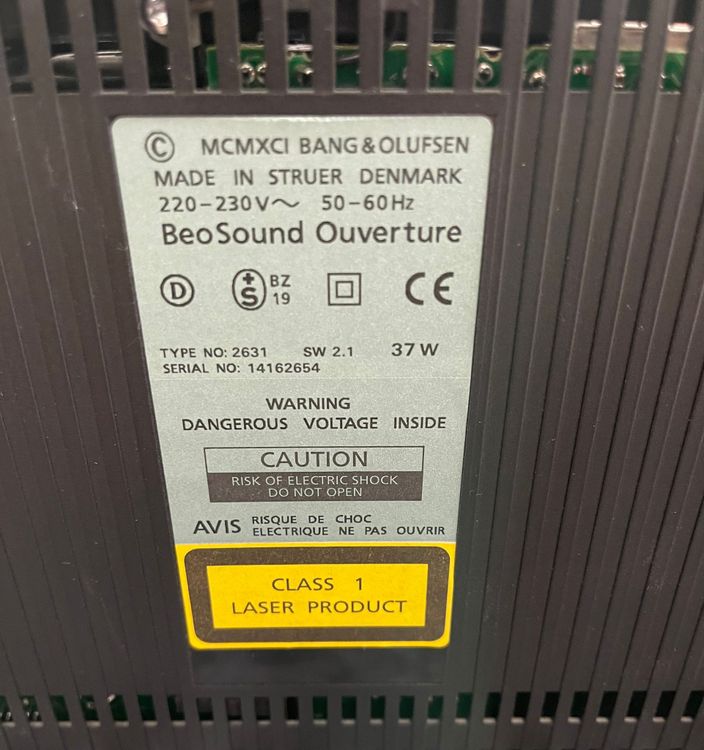 © MCMXCI BANG & OLUFSEN
MADE IN STRUER DENMARK
220–230V~ 50–60Hz
BeoSound Ouverture
D +S BZ 19 CE
TYPE NO: 2631 SW 2.1 37W
SERIAL NO: 14162654
WARNING
DANGEROUS VOLTAGE INSIDE
CAUTION
RISK OF ELECTRIC SHOCK
DO NOT OPEN
AVIS RISQUE DE CHOC
ELECTRIQUE NE PAS OUVRIR
CLASS 1
LASER PRODUCT